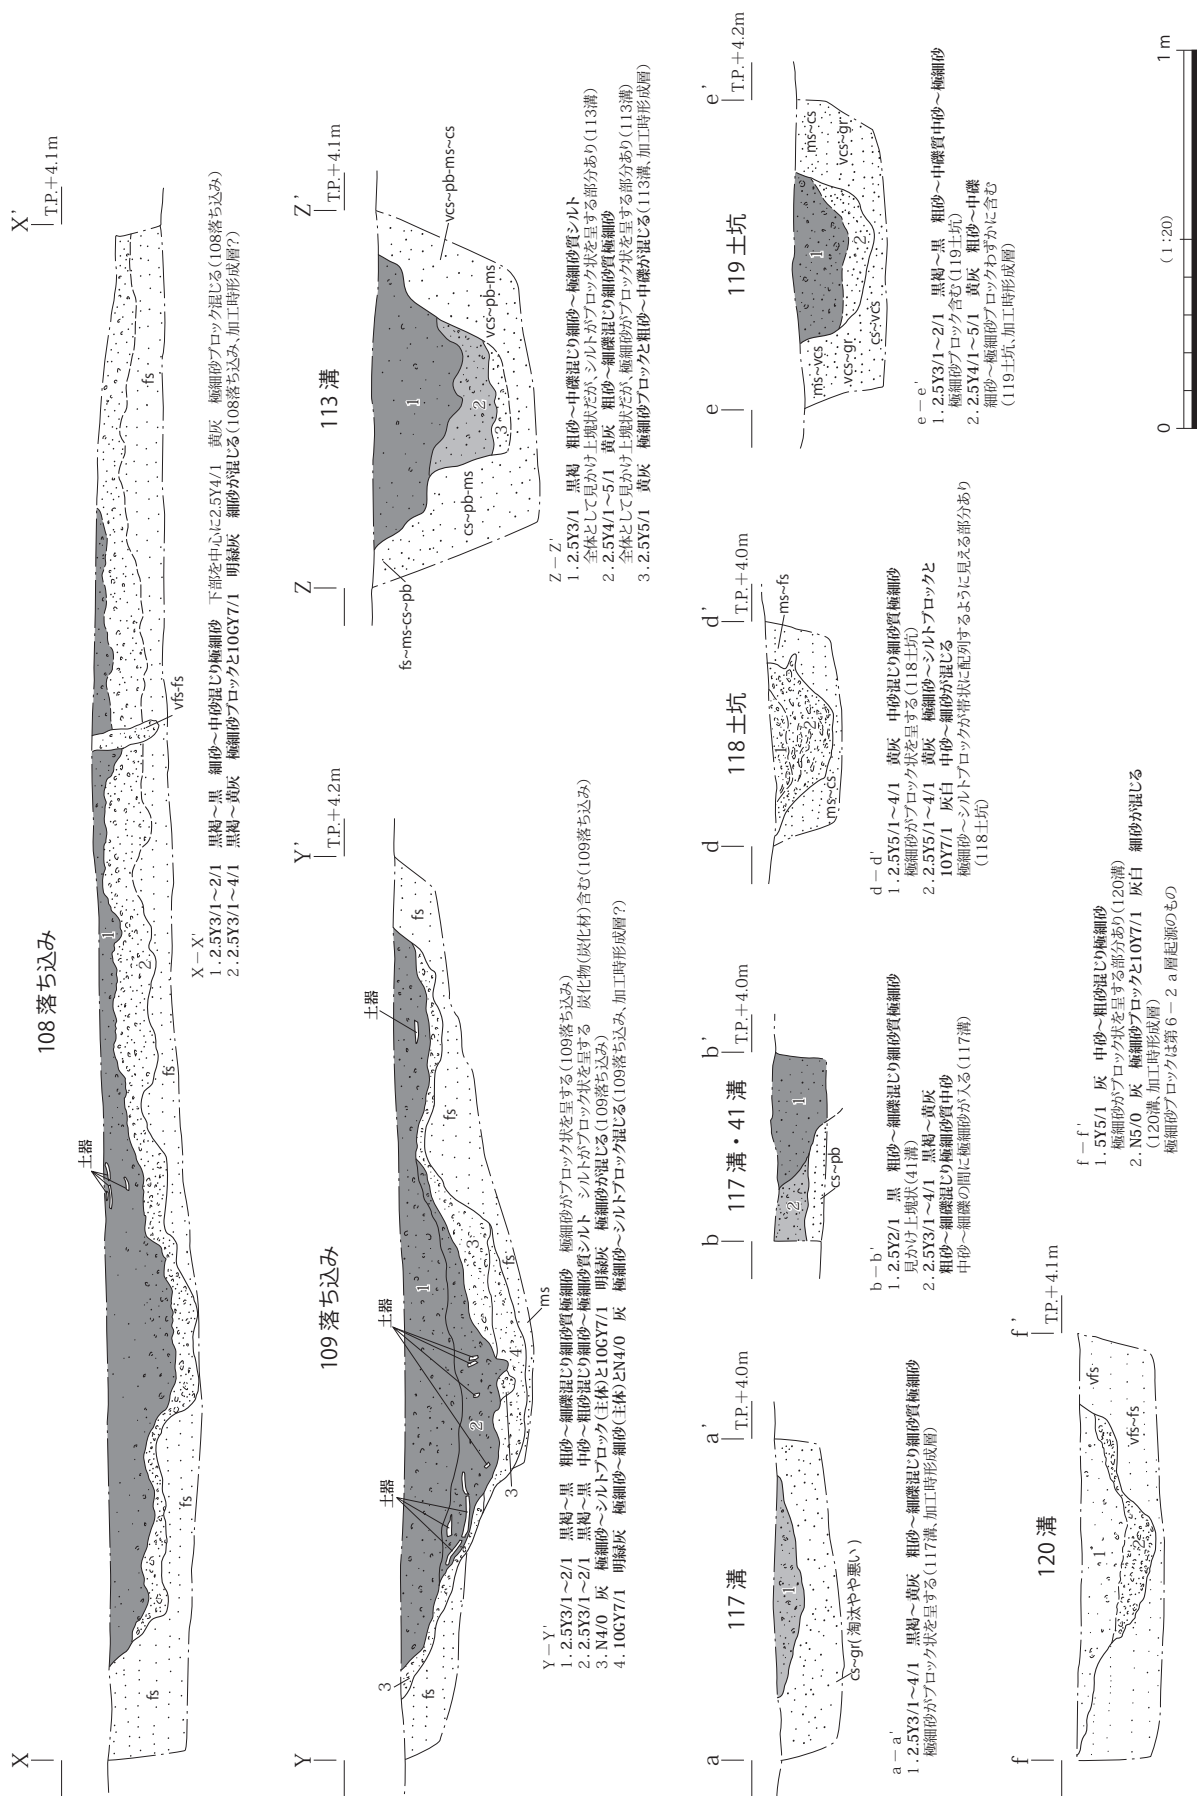 108 落ち込み
X
X'
T.P.+4.1m
土器
1
2
fs
fs
fs
fs
vfs-fs
X－X'
1. 2.5Y3/1~2/1 黒褐～黒 細砂～中砂混じり極細砂 下部を中心に2.5Y4/1 黄灰 極細砂ブロック混じる(108落ち込み)
2. 2.5Y3/1~4/1 黒褐～黄灰 極細砂ブロックと10GY7/1 明緑灰 細砂が混じる(108落ち込み、加工時形成層?)
109 落ち込み
Y
Y'
T.P.+4.2m
土器
土器
土器
1
2
3
3
3
4
fs
fs
fs
fs
ms
Y－Y'
1. 2.5Y3/1~2/1 黒褐～黒 粗砂～細礫混じり細砂質極細砂 極細砂がブロック状を呈する(109落ち込み)
2. 2.5Y3/1~2/1 黒褐～黒 中砂～粗砂混じり細砂～極細砂質シルト シルトがブロック状を呈する 炭化物(炭化材)含む(109落ち込み)
3. N4/0 灰 極細砂～シルトブロック(主体)と10GY7/1 明緑灰 極細砂が混じる(109落ち込み)
4. 10GY7/1 明緑灰 極細砂～細砂(主体)とN4/0 灰 極細砂～シルトブロック混じる(109落ち込み、加工時形成層?)
113 溝
Z
Z'
T.P.+4.1m
1
2
3
fs~ms-cs~pb
cs~pb-ms
vcs~pb-ms
vcs~pb-ms~cs
Z－Z'
1. 2.5Y3/1 黒褐 粗砂～中礫混じり細砂～極細砂質シルト
全体として見かけ上塊状だが、シルトがブロック状を呈する部分あり(113溝)
2. 2.5Y4/1~5/1 黄灰 粗砂～細礫混じり細砂質極細砂
全体として見かけ上塊状だが、極細砂がブロック状を呈する部分あり(113溝)
3. 2.5Y5/1 黄灰 極細砂ブロックと粗砂～中礫が混じる(113溝、加工時形成層)
117 溝
a
a'
T.P.+4.0m
1
cs~gr(淘汰やや悪い)
a－a'
1. 2.5Y3/1~4/1 黒褐～黄灰 粗砂～細礫混じり細砂質極細砂
極細砂がブロック状を呈する(117溝、加工時形成層)
117 溝・41 溝
b
b'
T.P.+4.0m
1
2
cs~pb
b－b'
1. 2.5Y2/1 黒 粗砂～細礫混じり細砂質極細砂
見かけ上塊状(41溝)
2. 2.5Y3/1~4/1 黒褐～黄灰
粗砂～細礫混じり極細砂質中砂
中砂～細礫の間に極細砂が入る(117溝)
118 土坑
d
d'
T.P.+4.0m
1
2
ms~cs
ms~fs
d－d'
1. 2.5Y5/1~4/1 黄灰 中砂混じり細砂質極細砂
極細砂がブロック状を呈する(118土坑)
2. 2.5Y5/1~4/1 黄灰 極細砂～シルトブロックと
10Y7/1 灰白 中砂～細砂が混じる
極細砂～シルトブロックが帯状に配列するように見える部分あり
(118土坑)
119 土坑
e
e'
T.P.+4.2m
1
2
ms~vcs
vcs~gr
cs~vcs
ms~cs
vcs~gr
e－e'
1. 2.5Y3/1~2/1 黒褐～黒 粗砂～中礫質中砂～極細砂
極細砂ブロック含む(119土坑)
2. 2.5Y4/1~5/1 黄灰 粗砂～中礫
細砂～極細砂ブロックわずかに含む
(119土坑、加工時形成層)
120 溝
f
f'
T.P.+4.1m
1
2
vfs
vfs~fs
f－f'
1. 5Y5/1 灰 中砂～粗砂混じり極細砂
極細砂がブロック状を呈する部分あり(120溝)
2. N5/0 灰 極細砂ブロックと10Y7/1 灰白 細砂が混じる
(120溝、加工時形成層)
極細砂ブロックは第6－2a層起源のもの
0
(1:20)
1m